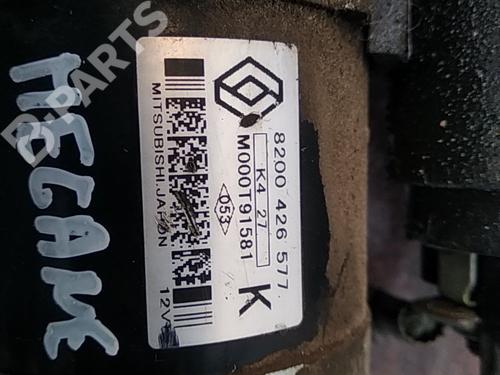 B-PARTS
MEGANE
8200 426 577
K4 27
M000T91581
053
K
MITSUBISHI.JAPAN
12V